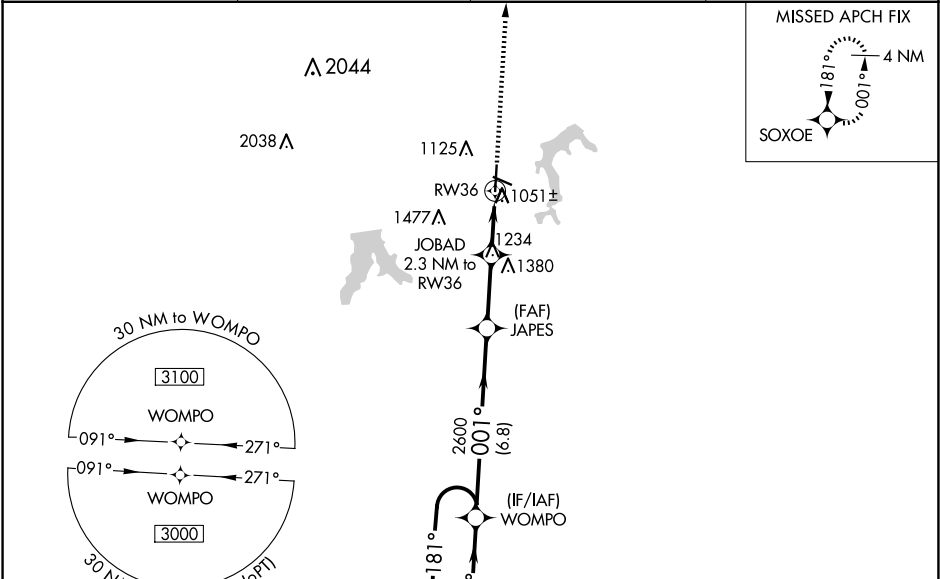 MISSED APCH FIX
4 NM
181°
001°
SOXOE
2044
2038
1125
RW36
1051±
1477
JOBAD
2.3 NM to
RW36
1234
1380
(FAF)
JAPES
2600
001°
(6.8)
(IF/IAF)
WOMPO
181°
30 NM to WOMPO
3100
WOMPO
091°
271°
091°
271°
WOMPO
3000